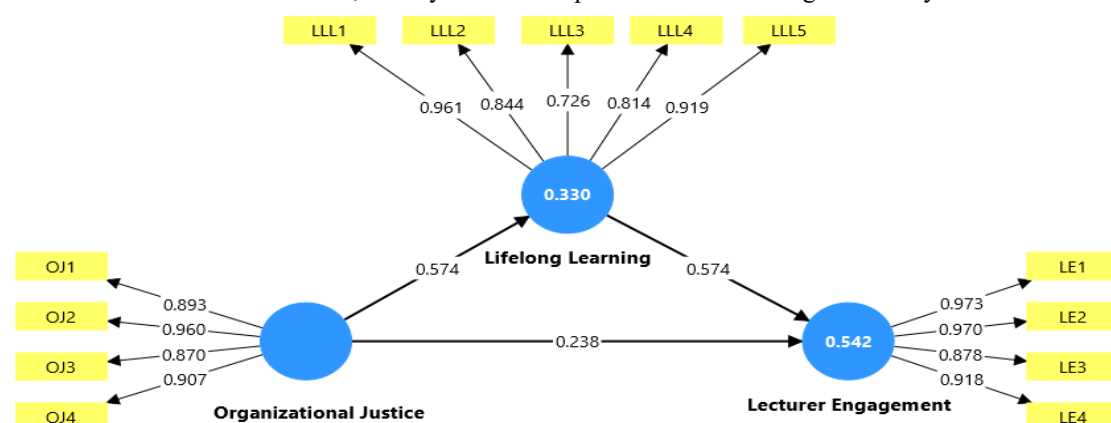 LLL1 LLL2 LLL3 LLL4 LLL5
0.961 0.844 0.726 0.814 0.919
0.330
Lifelong Learning
0.574 0.574
OJ1
OJ2
OJ3
OJ4
0.893
0.960
0.870
0.907
0.238
0.542
0.973
0.970
0.878
0.918
LE1
LE2
LE3
LE4
Organizational Justice
Lecturer Engagement